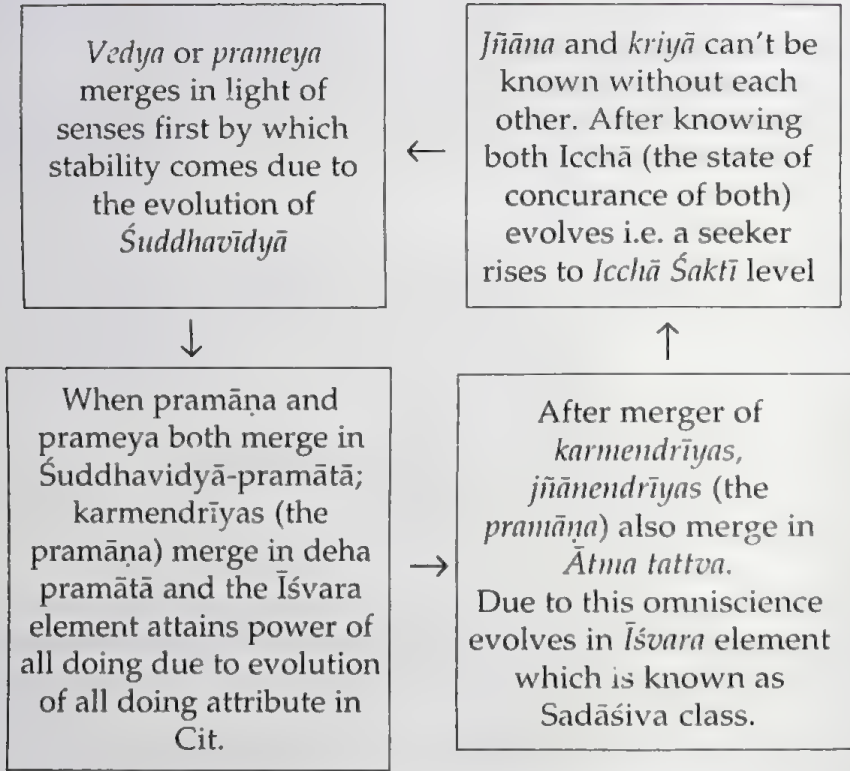 Vedya or prameya
merges in light of
senses first by which
stability comes due to
the evolution of
Śuddhavīdyā
←
Jñāna and kriyā can't be
known without each
other. After knowing
both Icchā (the state of
concurance of both)
evolves i.e. a seeker
rises to Icchā Śaktī level
↓
↑
When pramāṇa and
prameya both merge in
Śuddhavidyā-pramātā;
karmendrīyas (the
pramāṇa) merge in deha
pramātā and the Īśvara
element attains power of
all doing due to evolution
of all doing attribute in
Cit.
→
After merger of
karmendrīyas,
jñānendrīyas (the
pramāṇa) also merge in
Ātma tattva.
Due to this omniscience
evolves in Īśvara element
which is known as
Sadāśiva class.